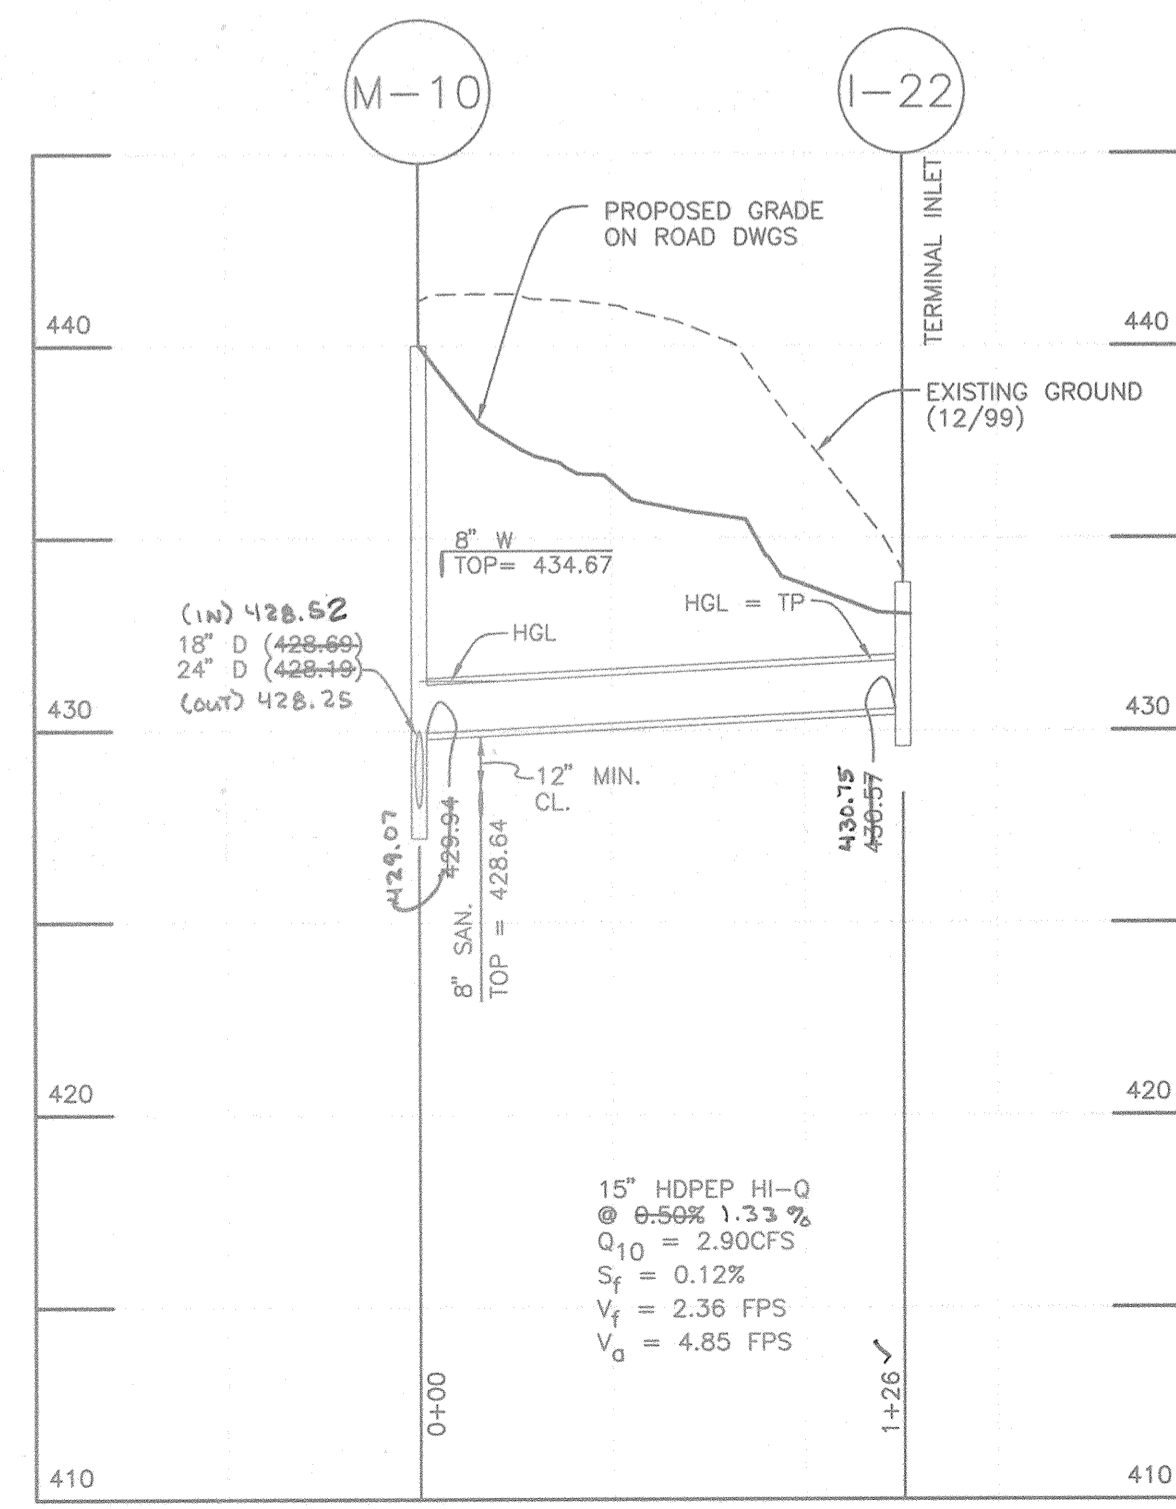 M-10
I-22
TERMINAL INLET
PROPOSED GRADE
ON ROAD DWGS
440
440
EXISTING GROUND
(12/99)
8" W
TOP= 434.67
HGL = TP
HGL
(IN) 428.52
18" D (428.69)
24" D (428.19)
(OUT) 428.25
430
430
12" MIN.
CL.
429.07
429.94
8" SAN.
TOP = 428.64
430.75
430.57
420
420
15" HDPEP HI-Q
@ 0.50% 1.33%
Q10 = 2.90CFS
Sf = 0.12%
Vf = 2.36 FPS
Va = 4.85 FPS
0+00
1+26 ✓
410
410